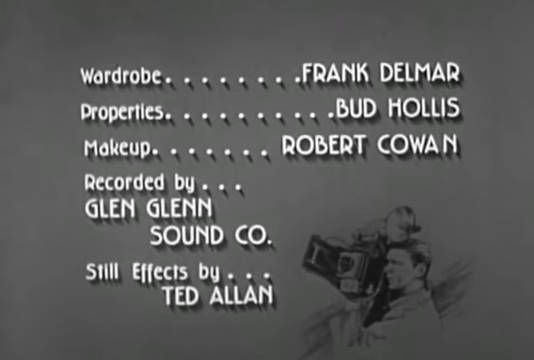 Wardrobe. . . . . . . . .FRANK DELMAR
Properties. . . . . . . . . . .BUD HOLLIS
Makeup. . . . . . . ROBERT COWAN
Recorded by . . .
GLEN GLENN
SOUND CO.
Still Effects by . . .
TED ALLAN